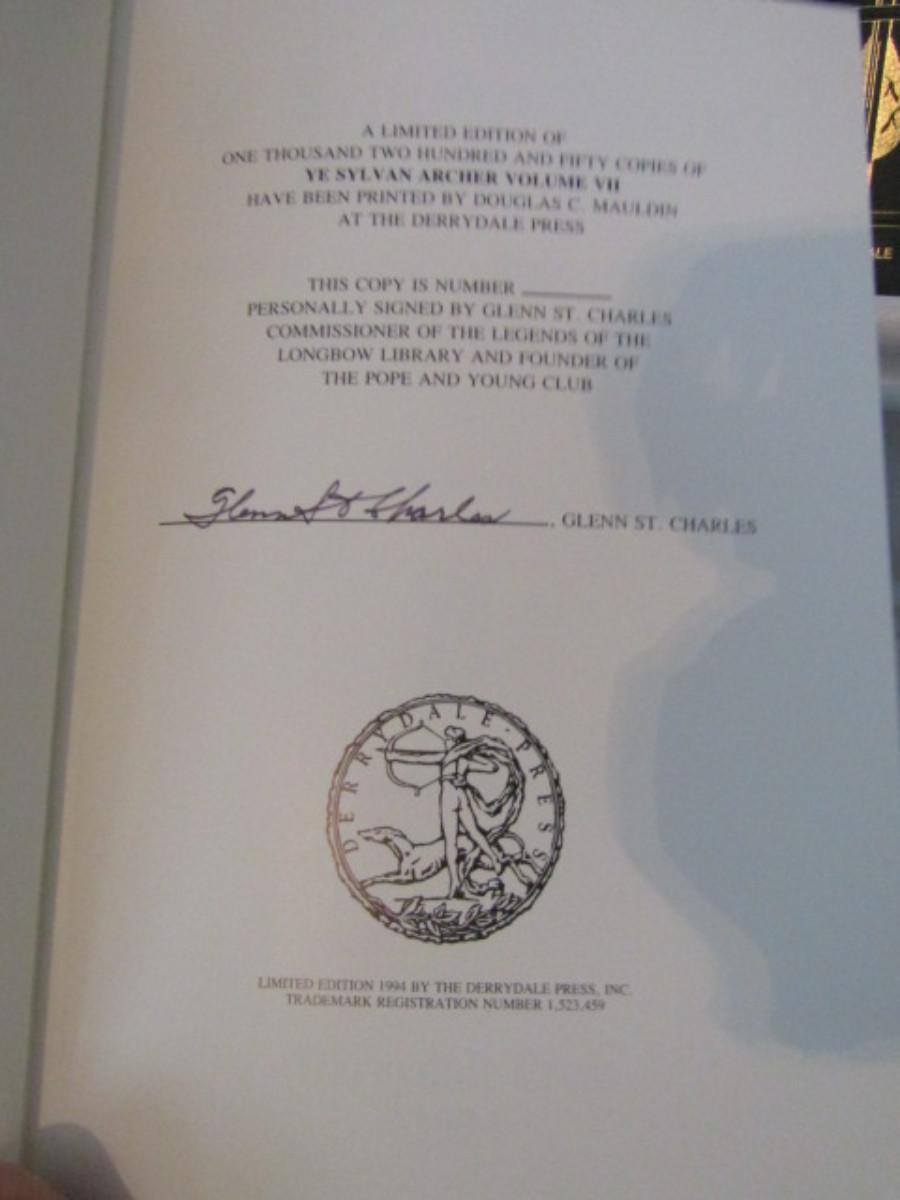 A LIMITED EDITION OF
ONE THOUSAND TWO HUNDRED AND FIFTY COPIES OF
YE SYLVAN ARCHER VOLUME VII
HAVE BEEN PRINTED BY DOUGLAS C. MAULDIN
AT THE DERRYDALE PRESS
THIS COPY IS NUMBER ________
PERSONALLY SIGNED BY GLENN ST. CHARLES
COMMISSIONER OF THE LEGENDS OF THE
LONGBOW LIBRARY AND FOUNDER OF
THE POPE AND YOUNG CLUB
Glenn St Charles, GLENN ST. CHARLES
DERRYDALE · PRESS
LIMITED EDITION 1994 BY THE DERRYDALE PRESS, INC.
TRADEMARK REGISTRATION NUMBER 1,523,459